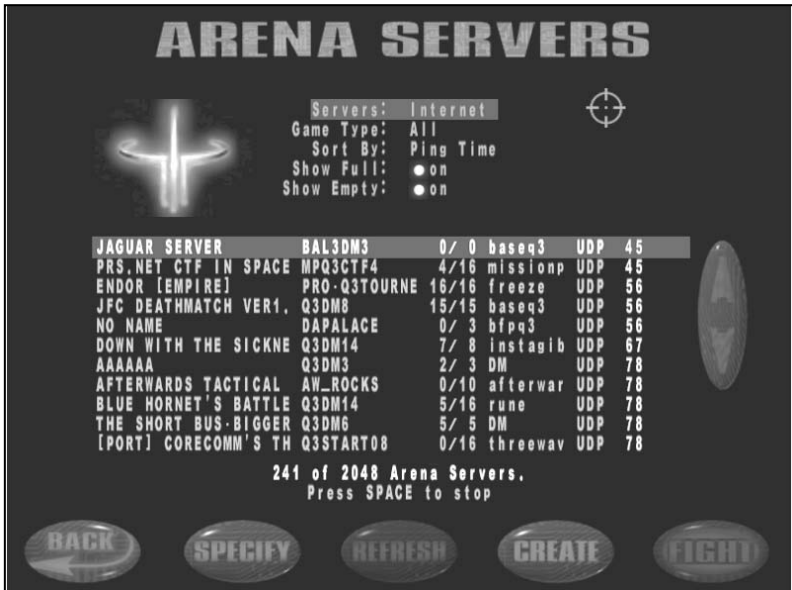 ARENA SERVERS
Servers: Internet
Game Type: All
Sort By: Ping Time
Show Full: on
Show Empty: on
JAGUAR SERVER BAL3DM3 0/ 0 baseq3 UDP 45
PRS.NET CTF IN SPACE MPQ3CTF4 4/16 missionp UDP 45
ENDOR [EMPIRE] PRO-Q3TOURNE 16/16 freeze UDP 56
JFC DEATHMATCH VER1. Q3DM8 15/15 baseq3 UDP 56
NO NAME DAPALACE 0/ 3 bfpq3 UDP 56
DOWN WITH THE SICKNE Q3DM14 7/ 8 instagib UDP 67
AAAAAA Q3DM3 2/ 3 DM UDP 78
AFTERWARDS TACTICAL AW_ROCKS 0/10 afterwar UDP 78
BLUE HORNET'S BATTLE Q3DM14 5/16 rune UDP 78
THE SHORT BUS-BIGGER Q3DM6 5/ 5 DM UDP 78
[PORT] CORECOMM'S TH Q3START08 0/16 threewav UDP 78
241 of 2048 Arena Servers.
Press SPACE to stop
BACK SPECIFY REFRESH CREATE FIGHT